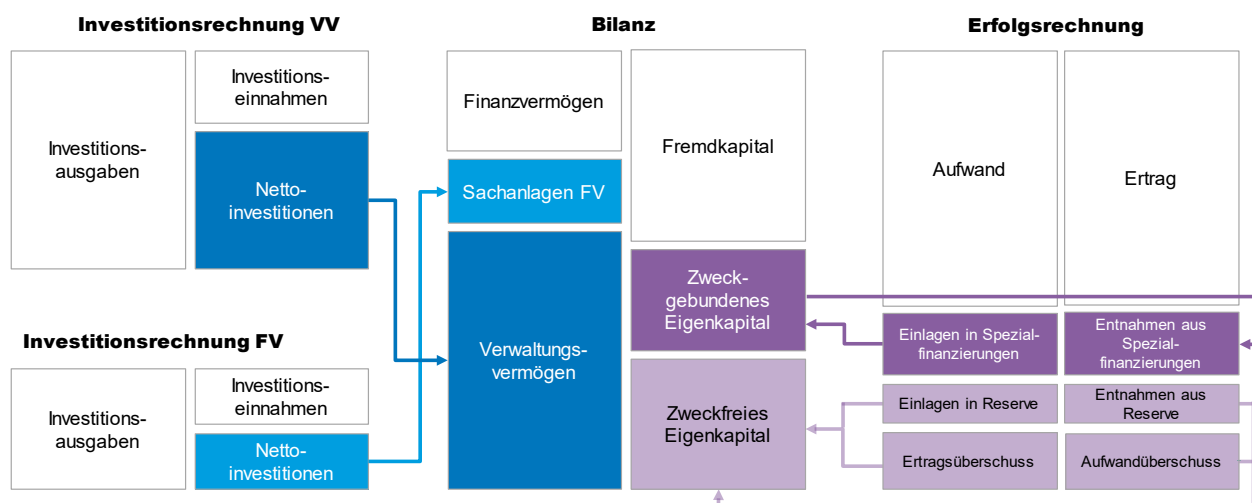 Investitionsrechnung VV
Investitions-
ausgaben
Investitions-
einnahmen
Netto-
investitionen
Investitionsrechnung FV
Investitions-
ausgaben
Investitions-
einnahmen
Netto-
investitionen
Bilanz
Finanzvermögen
Sachanlagen FV
Verwaltungs-
vermögen
Fremdkapital
Zweck-
gebundenes
Eigenkapital
Zweckfreies
Eigenkapital
Erfolgsrechnung
Aufwand
Einlagen in Spezial-
finanzierungen
Einlagen in Reserve
Ertragsüberschuss
Ertrag
Entnahmen aus
Spezial-
finanzierungen
Entnahmen aus
Reserve
Aufwandüberschuss